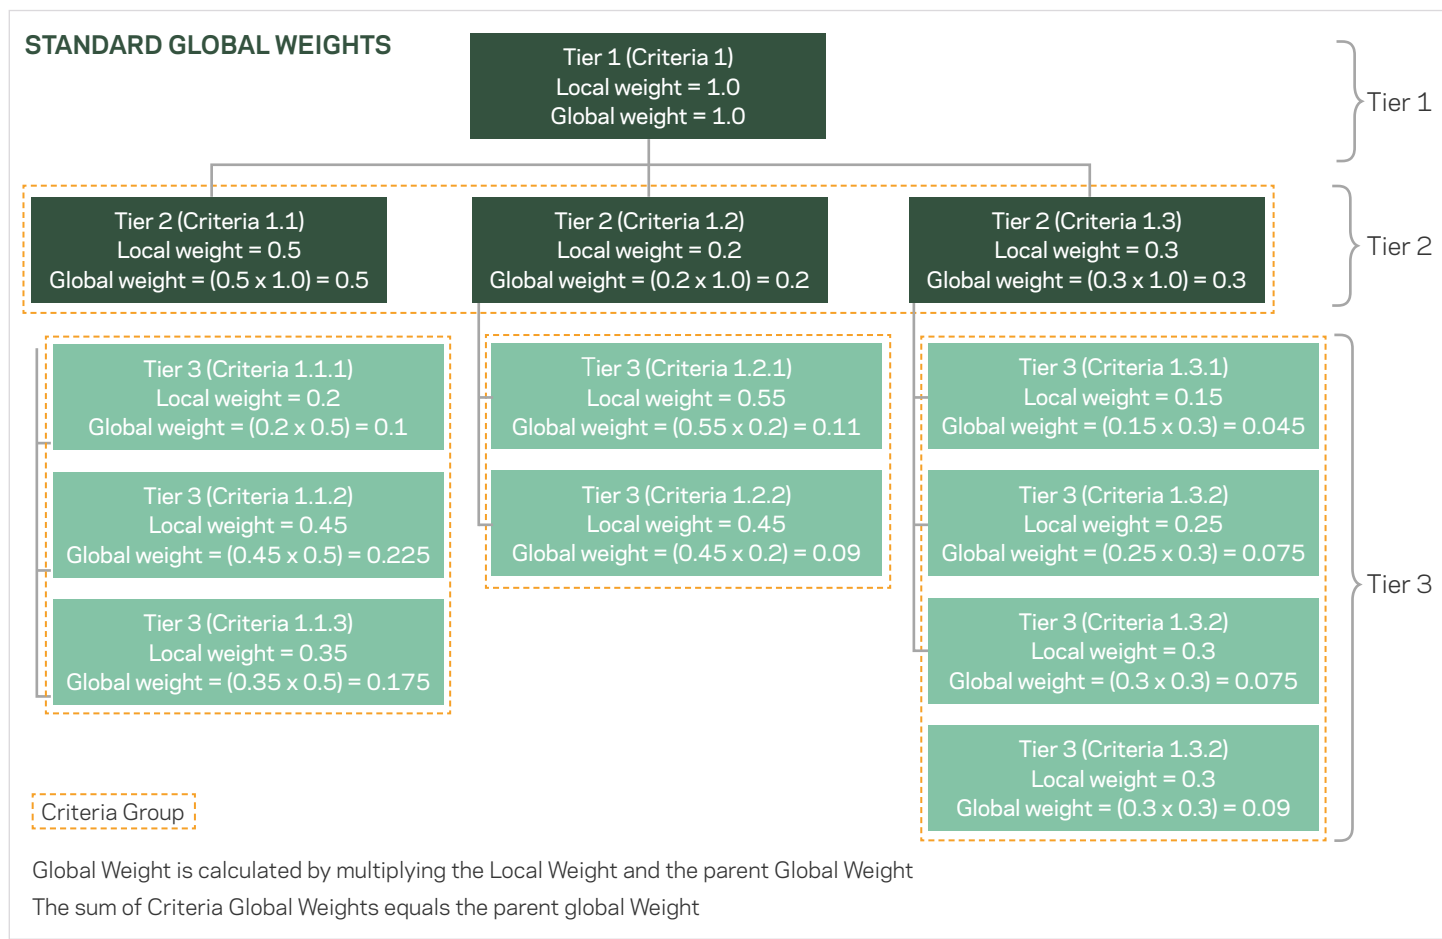 STANDARD GLOBAL WEIGHTS
Tier 1 (Criteria 1)
Local weight = 1.0
Global weight = 1.0
Tier 1
Tier 2 (Criteria 1.1)
Local weight = 0.5
Global weight = (0.5 x 1.0) = 0.5
Tier 2 (Criteria 1.2)
Local weight = 0.2
Global weight = (0.2 x 1.0) = 0.2
Tier 2 (Criteria 1.3)
Local weight = 0.3
Global weight = (0.3 x 1.0) = 0.3
Tier 2
Tier 3 (Criteria 1.1.1)
Local weight = 0.2
Global weight = (0.2 x 0.5) = 0.1
Tier 3 (Criteria 1.1.2)
Local weight = 0.45
Global weight = (0.45 x 0.5) = 0.225
Tier 3 (Criteria 1.1.3)
Local weight = 0.35
Global weight = (0.35 x 0.5) = 0.175
Tier 3 (Criteria 1.2.1)
Local weight = 0.55
Global weight = (0.55 x 0.2) = 0.11
Tier 3 (Criteria 1.2.2)
Local weight = 0.45
Global weight = (0.45 x 0.2) = 0.09
Tier 3 (Criteria 1.3.1)
Local weight = 0.15
Global weight = (0.15 x 0.3) = 0.045
Tier 3 (Criteria 1.3.2)
Local weight = 0.25
Global weight = (0.25 x 0.3) = 0.075
Tier 3 (Criteria 1.3.2)
Local weight = 0.3
Global weight = (0.3 x 0.3) = 0.075
Tier 3 (Criteria 1.3.2)
Local weight = 0.3
Global weight = (0.3 x 0.3) = 0.09
Tier 3
Criteria Group
Global Weight is calculated by multiplying the Local Weight and the parent Global Weight
The sum of Criteria Global Weights equals the parent global Weight